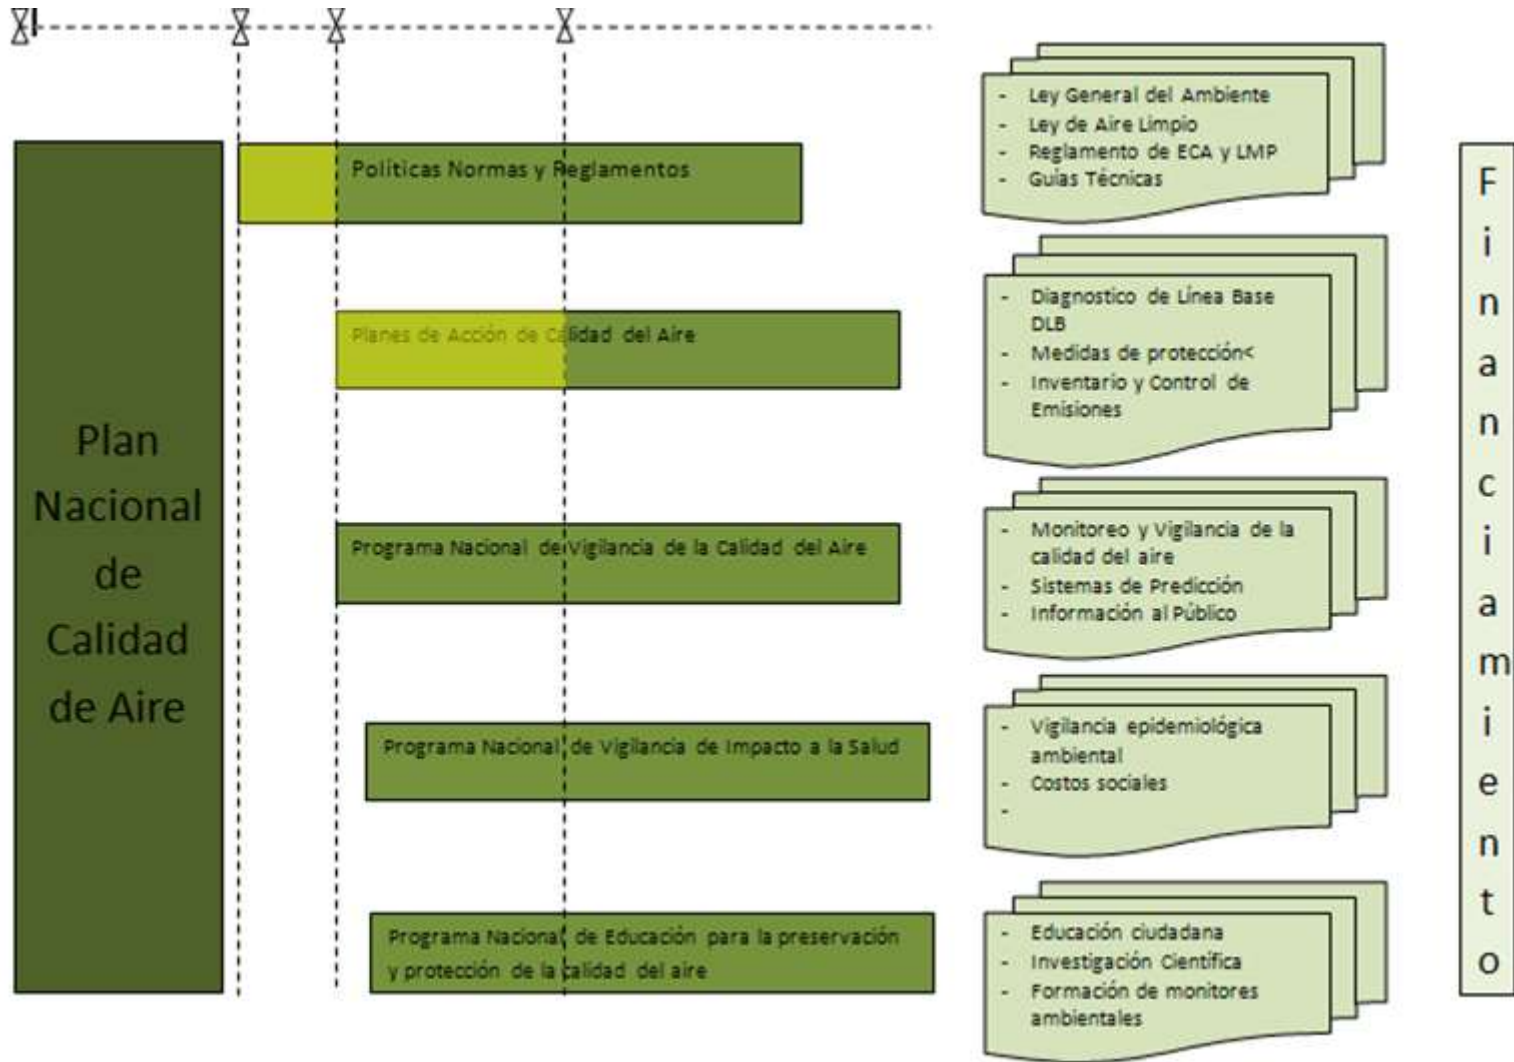 Plan
Nacional
de
Calidad
de Aire
Políticas Normas y Reglamentos
- Ley General del Ambiente
- Ley de Aire Limpio
- Reglamento de ECA y LMP
- Guías Técnicas
Planes de Acción de Calidad del Aire
- Diagnostico de Línea Base
DLB
- Medidas de protección<
- Inventario y Control de
Emisiones
Programa Nacional de Vigilancia de la Calidad del Aire
- Monitoreo y Vigilancia de la
calidad del aire
- Sistemas de Predicción
- Información al Público
Programa Nacional de Vigilancia de Impacto a la Salud
- Vigilancia epidemiológica
ambiental
- Costos sociales
-
Programa Nacional de Educación para la preservación
y protección de la calidad del aire
- Educación ciudadana
- Investigación Científica
- Formación de monitores
ambientales
Financiamiento